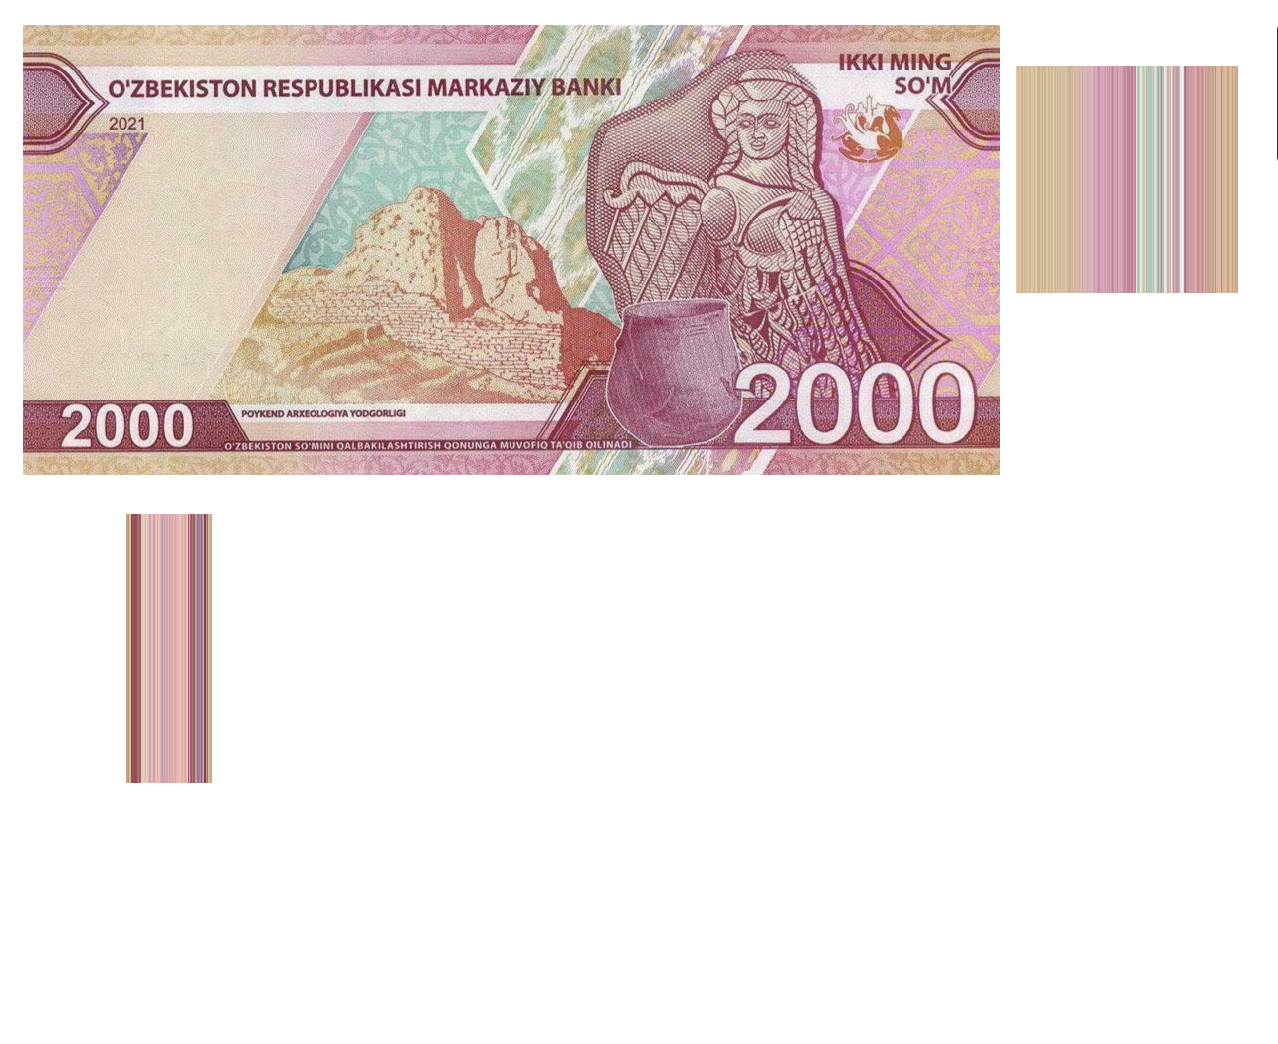 O'ZBEKISTON RESPUBLIKASI MARKAZIY BANKI
IKKI MING
SO'M
2021
2000
POYKEND ARXEOLOGIYA YODGORLIGI
O'ZBEKISTON SO'MINI QALBAKILASHTIRISH QONUNGA MUVOFIQ TA'QIB QILINADI
2000